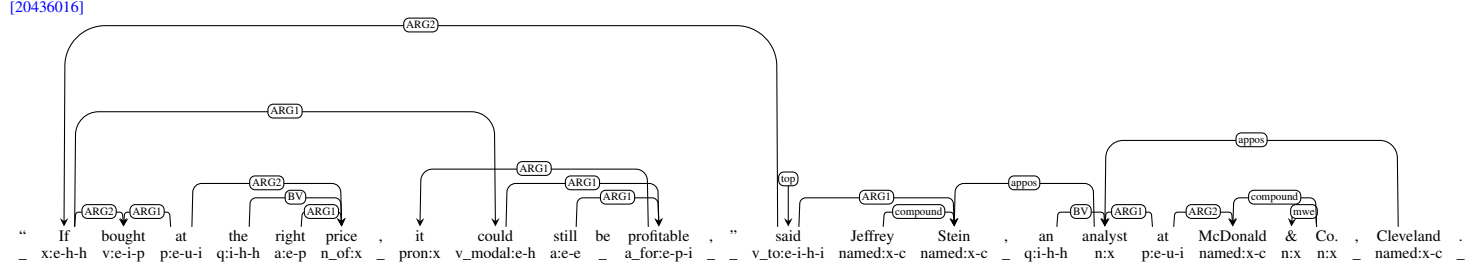 [20436016]
ARG2
ARG1
appos
ARG1
top
ARG2 ARG1 appos
BV ARG1 ARG1 compound
ARG2 ARG1 ARG1 compound BV ARG1 ARG2 mwe
“ If bought at the right price , it could still be profitable , ” said Jeffrey Stein , an analyst at McDonald & Co. , Cleveland .
_ x:e-h-h v:e-i-p p:e-u-i q:i-h-h a:e-p n_of:x _ pron:x v_modal:e-h a:e-e _ a_for:e-p-i _ _ v_to:e-i-h-i named:x-c named:x-c _ q:i-h-h n:x p:e-u-i named:x-c n:x n:x _ named:x-c _